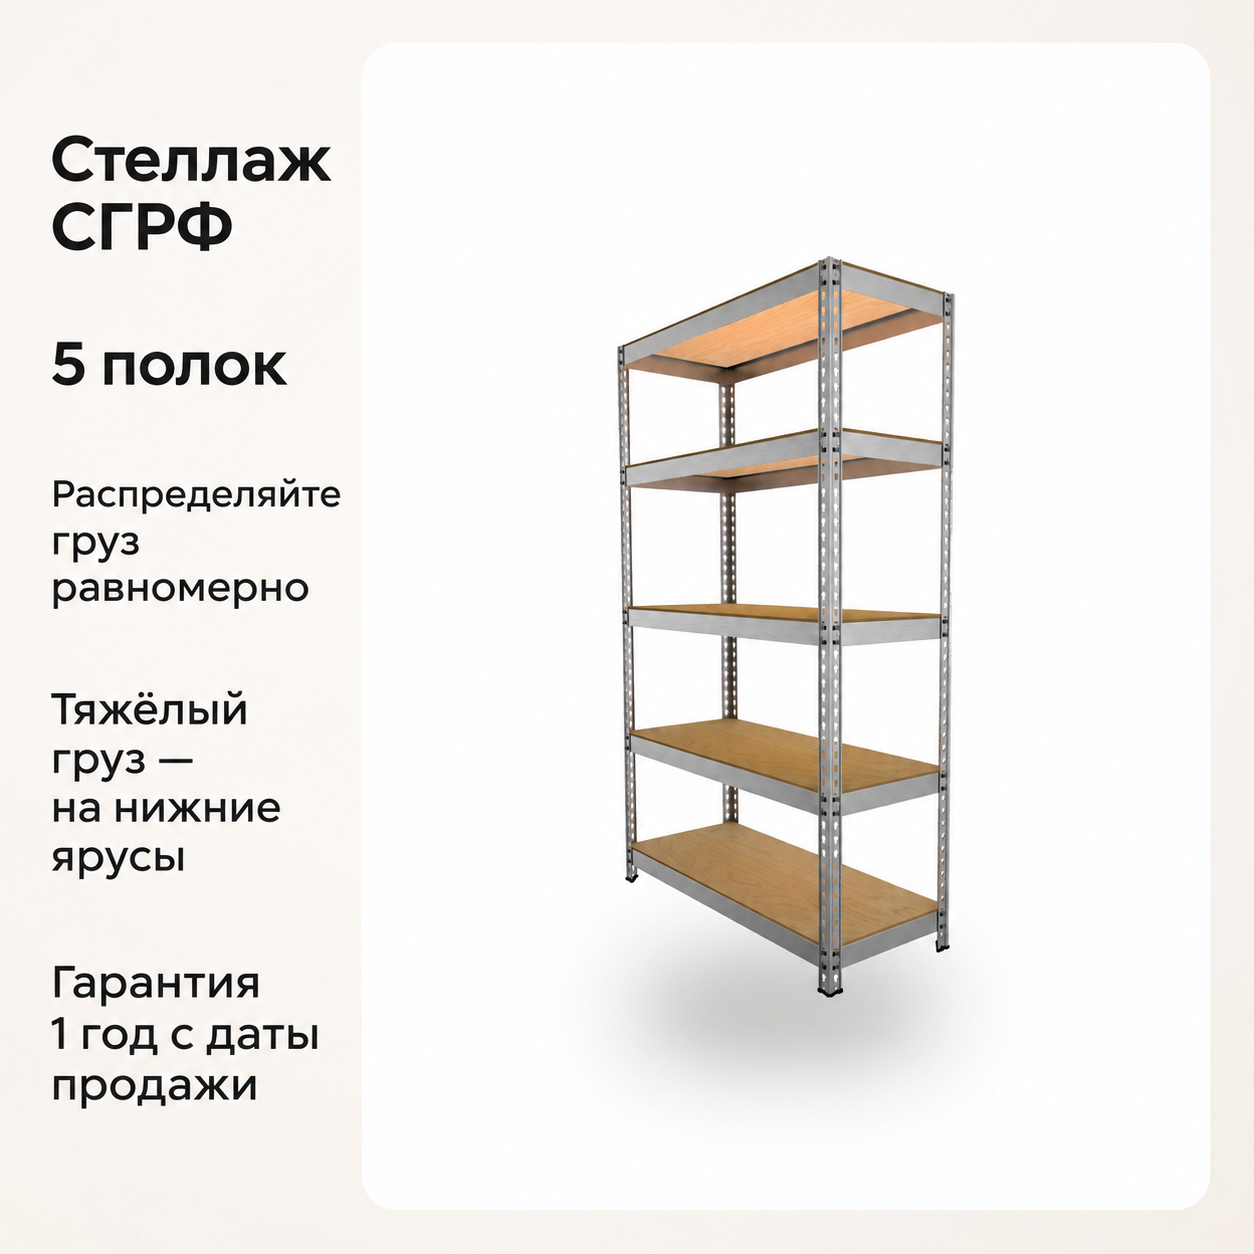 Стеллаж
СГРФ
5 полок
Распределяйте
груз
равномерно
Тяжёлый
груз —
на нижние
ярусы
Гарантия
1 год с даты
продажи